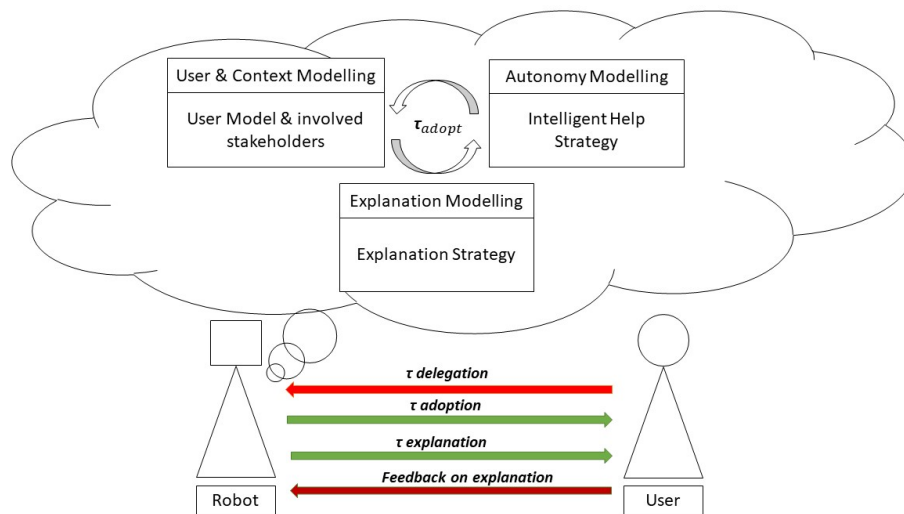 User & Context Modelling
User Model & involved
stakeholders
τ_adopt
Autonomy Modelling
Intelligent Help
Strategy
Explanation Modelling
Explanation Strategy
τ delegation
τ adoption
τ explanation
Feedback on explanation
Robot
User